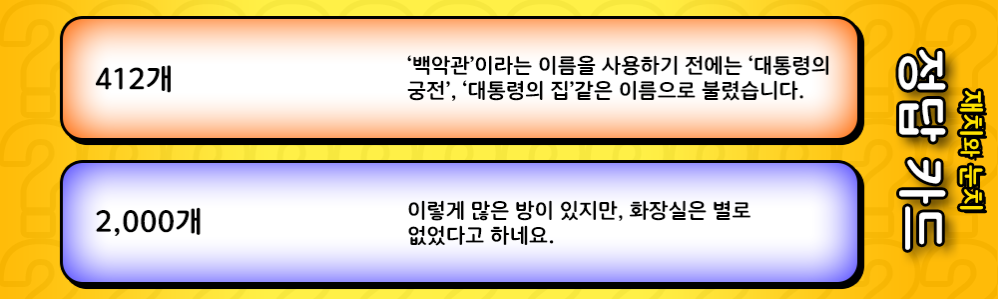 412개
‘백악관’이라는 이름을 사용하기 전에는 ‘대통령의
궁전’, ‘대통령의 집’같은 이름으로 불렸습니다.
2,000개
이렇게 많은 방이 있지만, 화장실은 별로
없었다고 하네요.
재치와 눈치
정답 카드